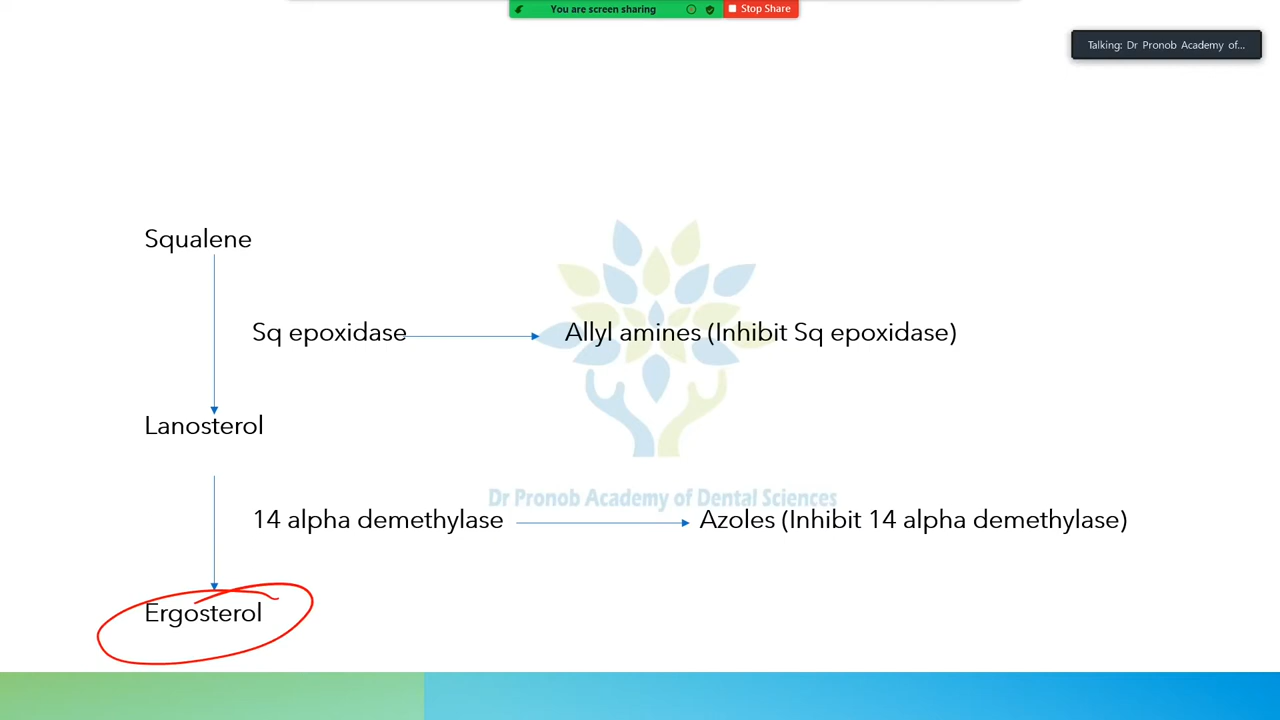 You are screen sharing
Stop Share
Talking: Dr Pronob Academy of...
Squalene
Sq epoxidase
Allyl amines (Inhibit Sq epoxidase)
Lanosterol
Dr Pronob Academy of Dental Sciences
14 alpha demethylase
Azoles (Inhibit 14 alpha demethylase)
Ergosterol